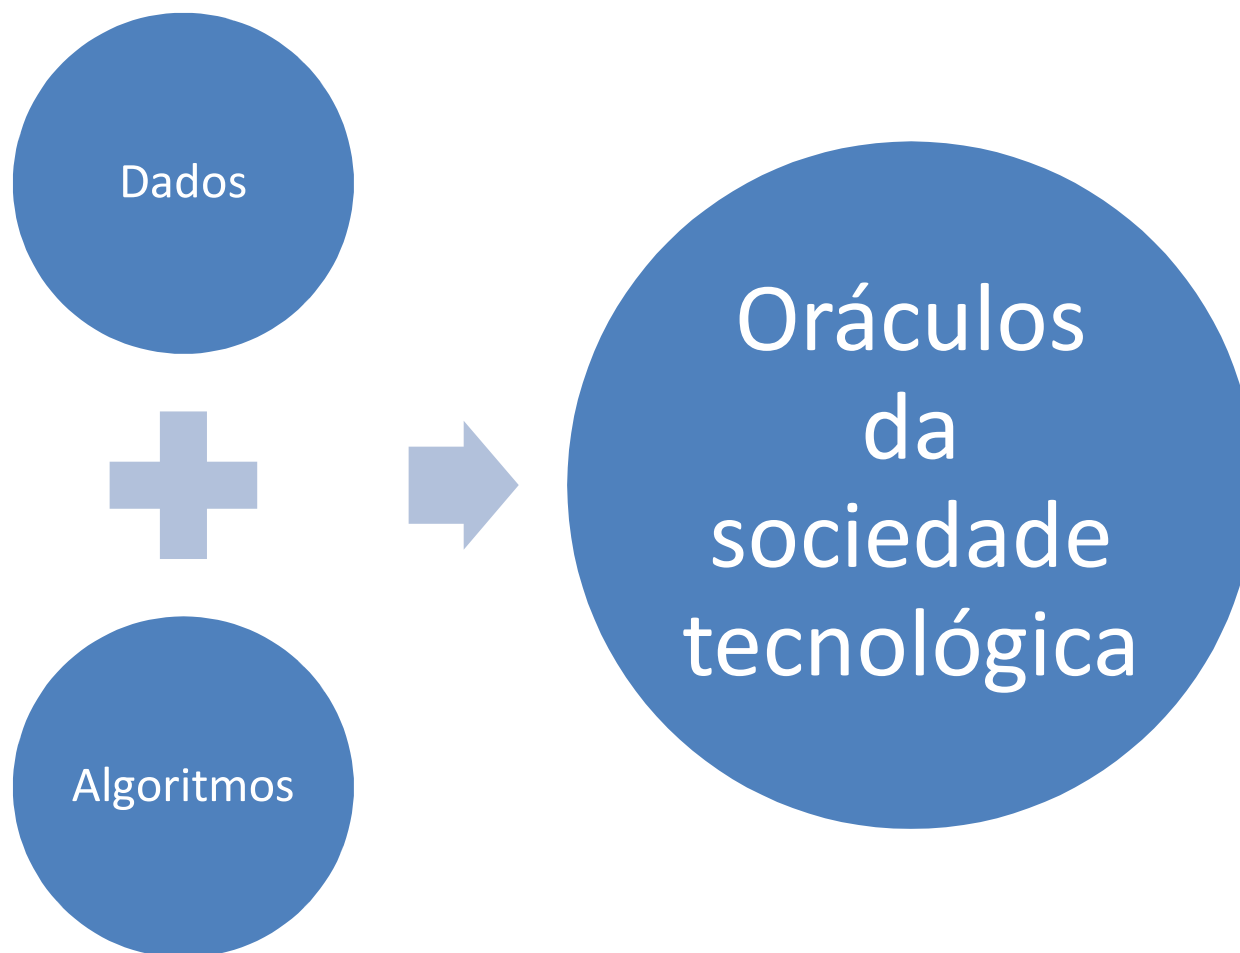 Dados
Algoritmos
Oráculos
da
sociedade
tecnológica